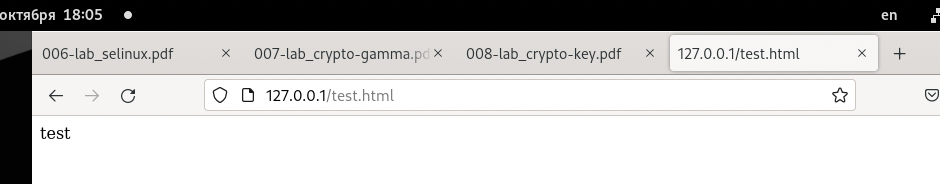 октября 18:05 en
006-lab_selinux.pdf 007-lab_crypto-gamma.pd 008-lab_crypto-key.pdf 127.0.0.1/test.html
127.0.0.1/test.html
test